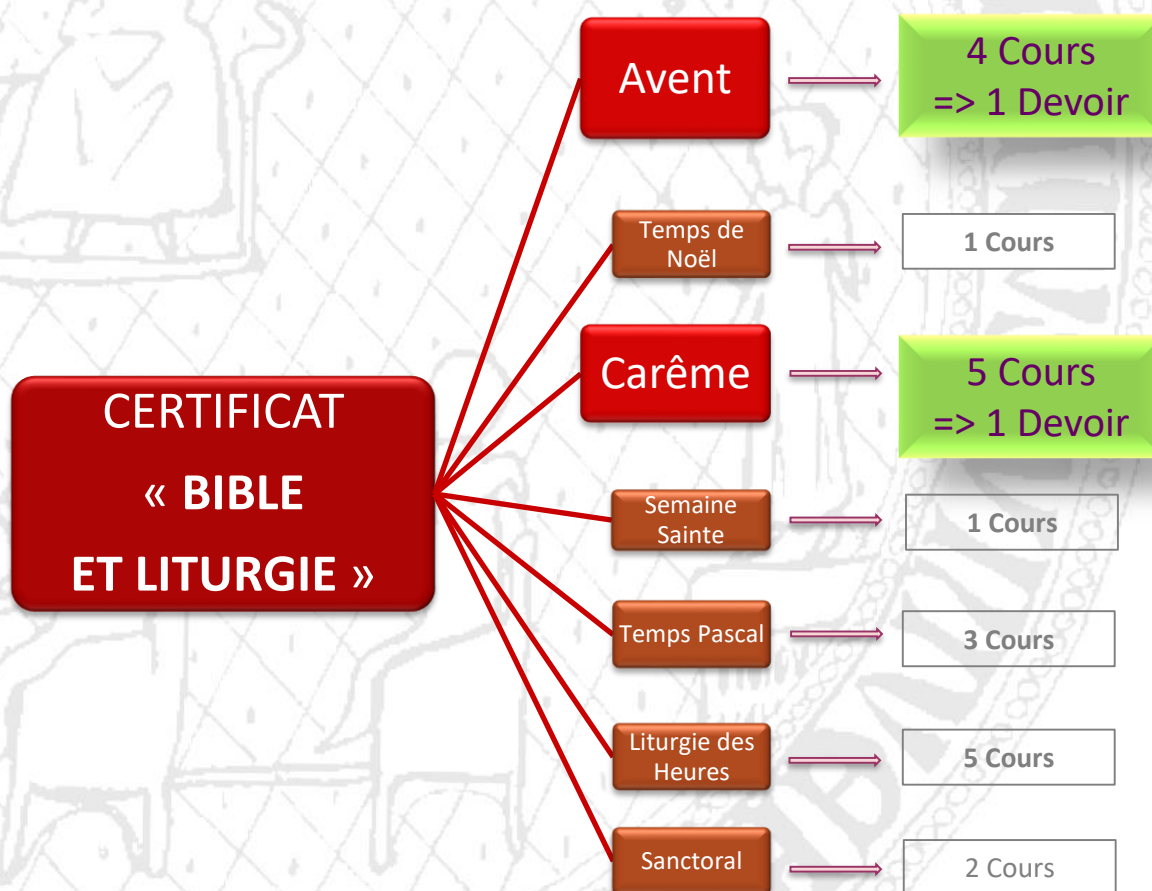 Avent
4 Cours
=> 1 Devoir
Temps de
Noël
1 Cours
Carême
5 Cours
=> 1 Devoir
CERTIFICAT
« BIBLE
ET LITURGIE »
Semaine
Sainte
1 Cours
Temps Pascal
3 Cours
Liturgie des
Heures
5 Cours
Sanctoral
2 Cours